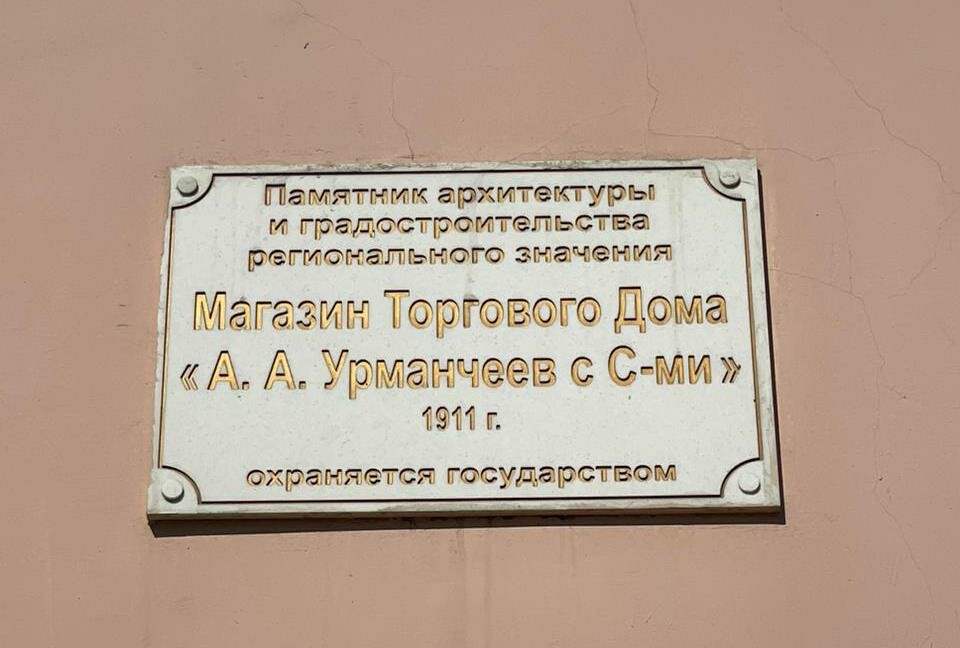 Памятник архитектуры
и градостроительства
регионального значения
Магазин Торгового Дома
« А. А. Урманчеев с С-ми »
1911 г.
охраняется государством